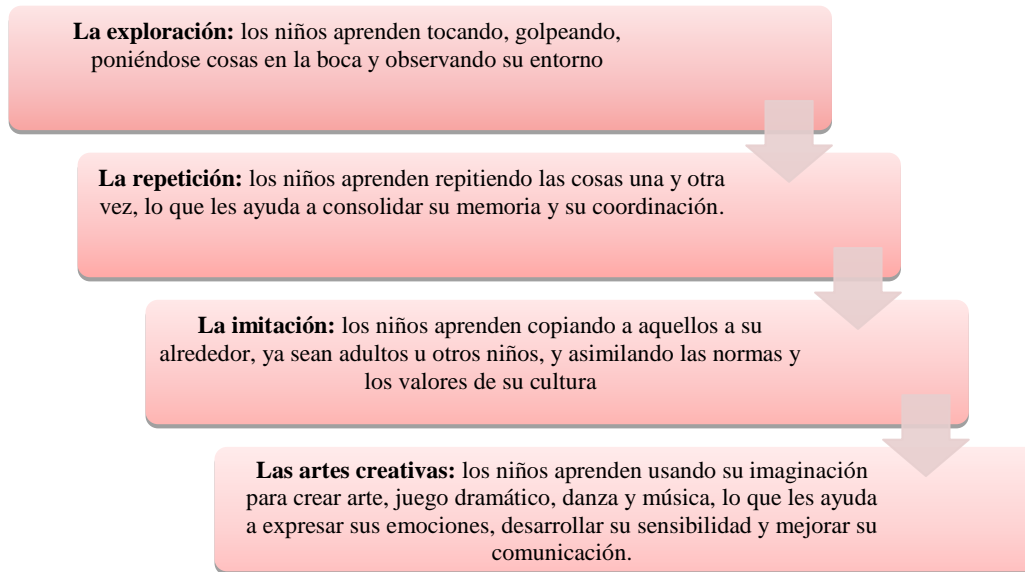 La exploración: los niños aprenden tocando, golpeando,
poniéndose cosas en la boca y observando su entorno
La repetición: los niños aprenden repitiendo las cosas una y otra
vez, lo que les ayuda a consolidar su memoria y su coordinación.
La imitación: los niños aprenden copiando a aquellos a su
alrededor, ya sean adultos u otros niños, y asimilando las normas y
los valores de su cultura
Las artes creativas: los niños aprenden usando su imaginación
para crear arte, juego dramático, danza y música, lo que les ayuda
a expresar sus emociones, desarrollar su sensibilidad y mejorar su
comunicación.